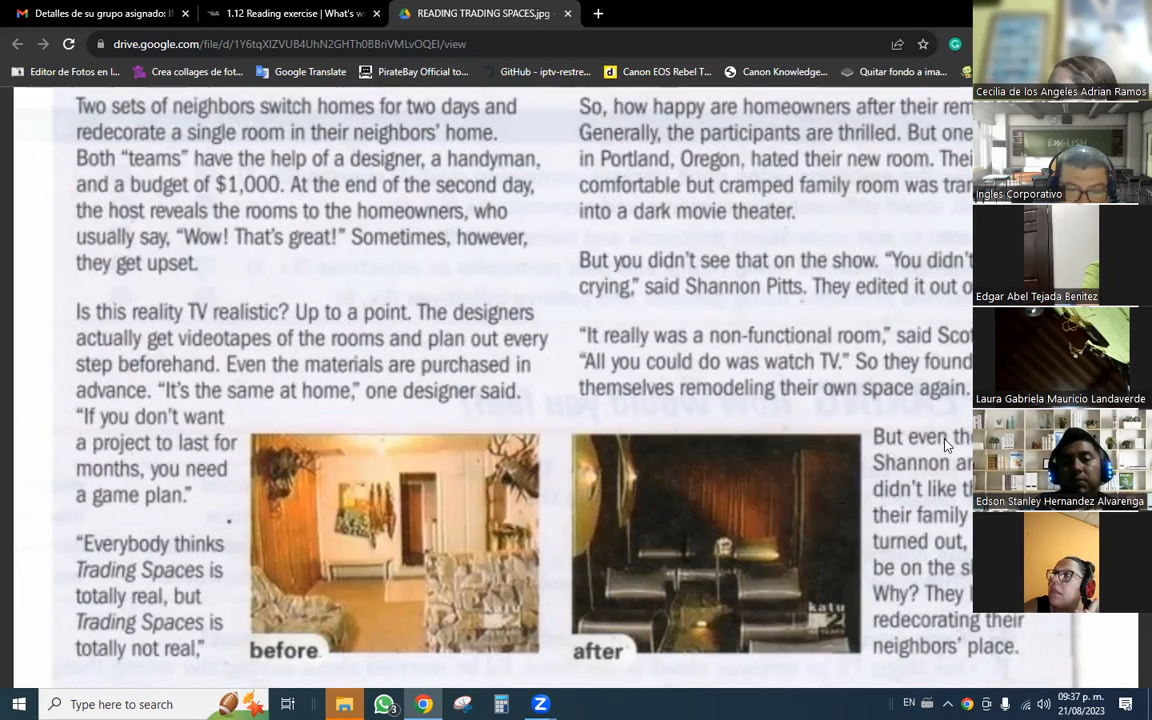 Detalles de su grupo asignado: I
1.12 Reading exercise | What's w
READING TRADING SPACES.jpg
drive.google.com/file/d/1Y6tqXIZVUB4UhN2GHTh0BBriVMLvOQEI/view
Editor de Fotos en l...
Crea collages de fot...
Google Translate
PirateBay Official to...
GitHub - iptv-restre...
Canon EOS Rebel T...
Canon Knowledge...
Quitar fondo a ima...
Two sets of neighbors switch homes for two days and
redecorate a single room in their neighbors' home.
Both "teams" have the help of a designer, a handyman,
and a budget of $1,000. At the end of the second day,
the host reveals the rooms to the homeowners, who
usually say, "Wow! That's great!" Sometimes, however,
they get upset.
Is this reality TV realistic? Up to a point. The designers
actually get videotapes of the rooms and plan out every
step beforehand. Even the materials are purchased in
advance. "It's the same at home," one designer said.
"If you don't want
a project to last for
months, you need
a game plan."
"Everybody thinks
Trading Spaces is
totally real, but
Trading Spaces is
totally not real,"
before
katu
2
after
katu
2
So, how happy are homeowners after their rem
Generally, the participants are thrilled. But one
in Portland, Oregon, hated their new room. Thei
comfortable but cramped family room was tran
into a dark movie theater.
But you didn't see that on the show. "You didn't
crying," said Shannon Pitts. They edited it out o
"It really was a non-functional room," said Scot
"All you could do was watch TV." So they found
themselves remodeling their own space again.
But even th
Shannon an
didn't like th
their family
turned out,
be on the s
Why? They l
redecorating their
neighbors' place.
Cecilia de los Angeles Adrian Ramos
ENGLISH
Ingles Corporativo
Edgar Abel Tejada Benitez
Laura Gabriela Mauricio Landaverde
Edson Stanley Hernandez Alvarenga
Type here to search
3
EN
09:37 p. m.
21/08/2023